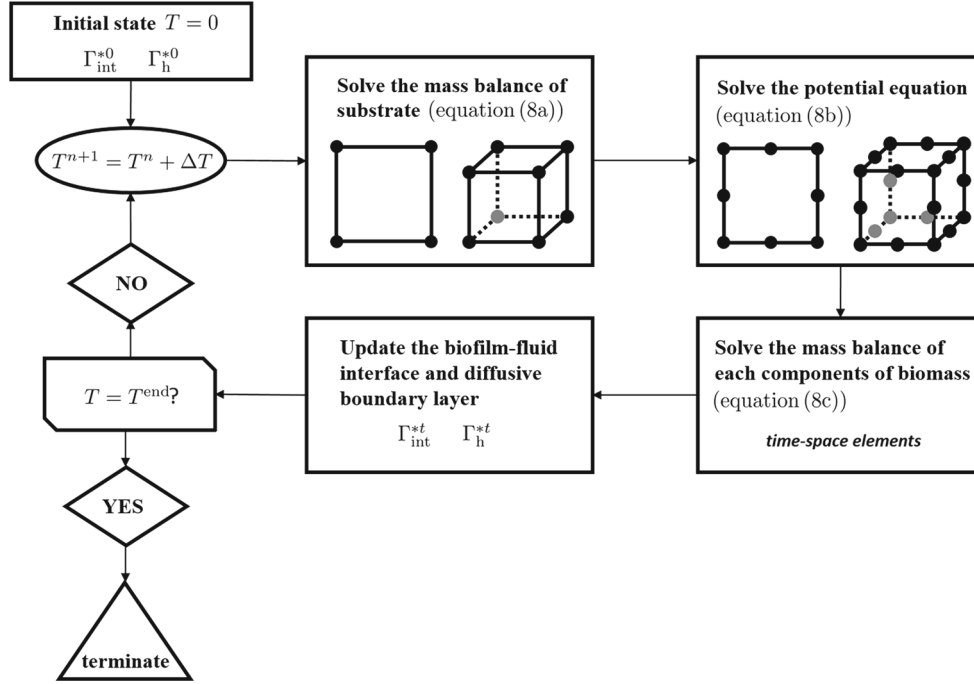 Initial state T = 0
Γ*0int Γ*0h
Tn+1 = Tn + ΔT
Solve the mass balance of
substrate (equation (8a))
Solve the potential equation
(equation (8b))
NO
T = Tend?
YES
terminate
Update the biofilm-fluid
interface and diffusive
boundary layer
Γ*tint Γ*th
Solve the mass balance of
each components of biomass
(equation (8c))
time-space elements